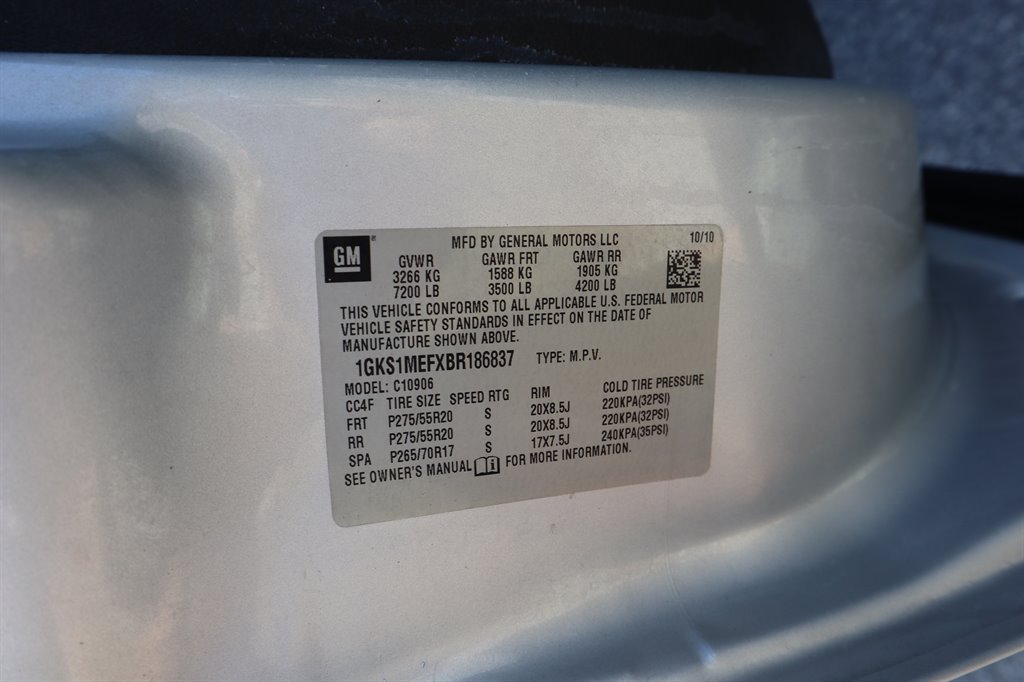 GM MFD BY GENERAL MOTORS LLC 10/10
GVWR GAWR FRT GAWR RR
3266 KG 1588 KG 1905 KG
7200 LB 3500 LB 4200 LB
THIS VEHICLE CONFORMS TO ALL APPLICABLE U.S. FEDERAL MOTOR
VEHICLE SAFETY STANDARDS IN EFFECT ON THE DATE OF
MANUFACTURE SHOWN ABOVE.
1GKS1MEFXBR186837 TYPE: M.P.V.
MODEL: C10906
CC4F TIRE SIZE SPEED RTG RIM COLD TIRE PRESSURE
FRT P275/55R20 S 20X8.5J 220KPA(32PSI)
RR P275/55R20 S 20X8.5J 220KPA(32PSI)
SPA P265/70R17 S 17X7.5J 240KPA(35PSI)
SEE OWNER'S MANUAL FOR MORE INFORMATION.